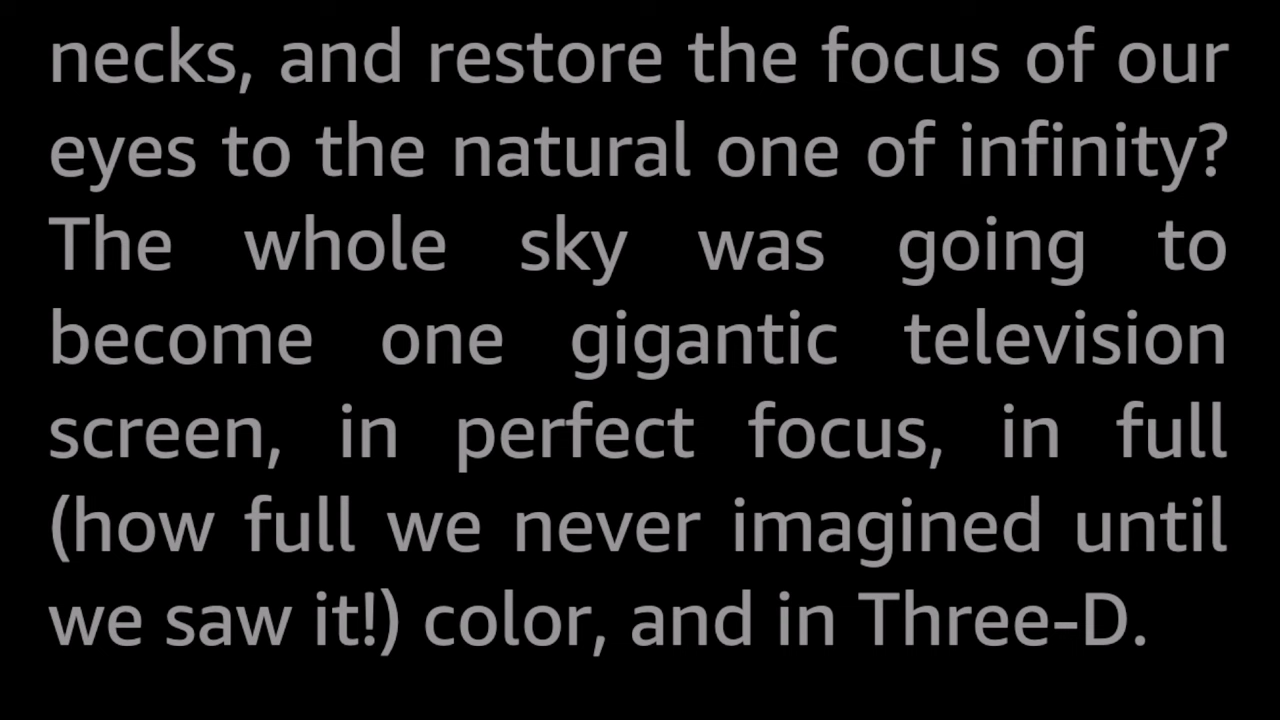 necks, and restore the focus of our
eyes to the natural one of infinity?
The whole sky was going to
become one gigantic television
screen, in perfect focus, in full
(how full we never imagined until
we saw it!) color, and in Three-D.